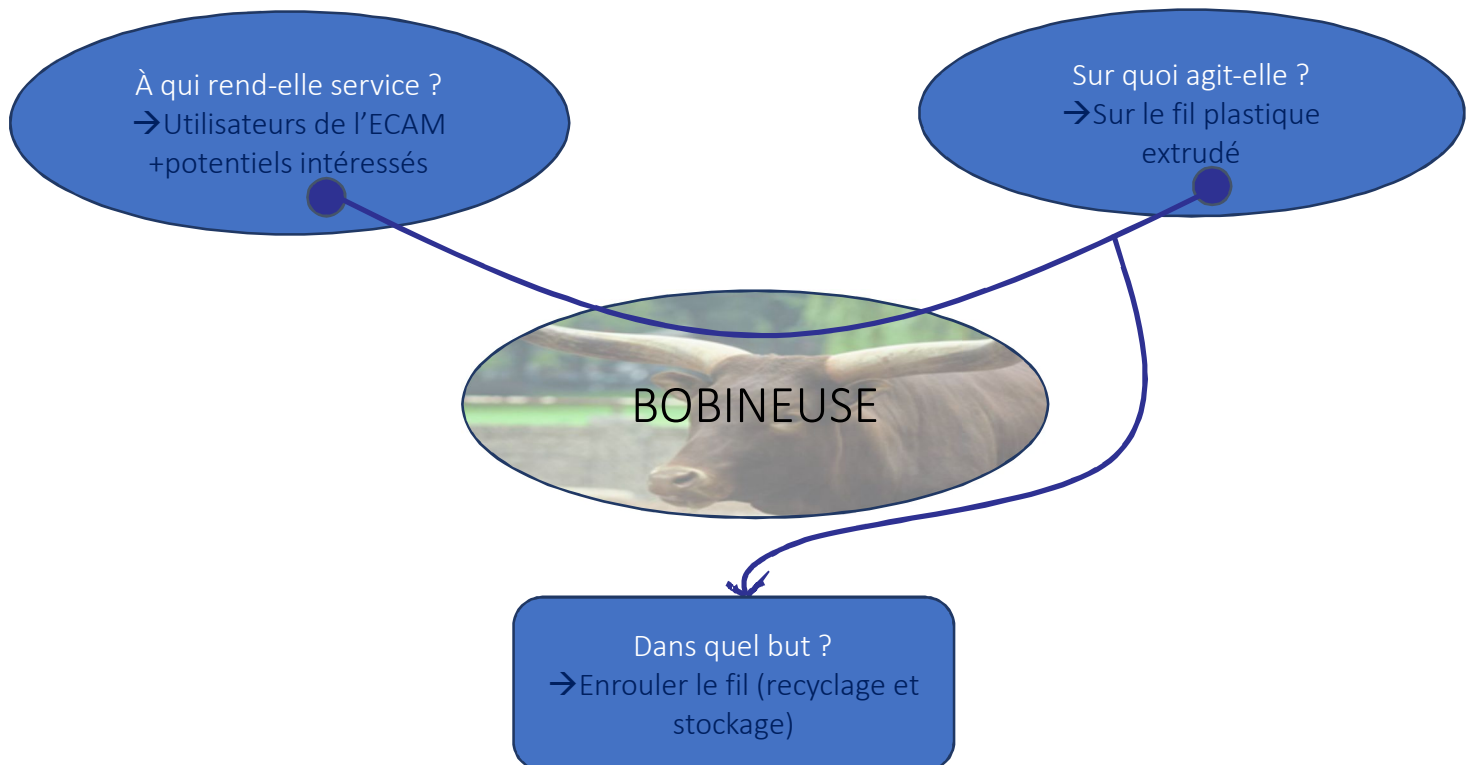 À qui rend-elle service ?
→Utilisateurs de l’ECAM
+potentiels intéressés
Sur quoi agit-elle ?
→Sur le fil plastique
extrudé
BOBINEUSE
Dans quel but ?
→Enrouler le fil (recyclage et
stockage)